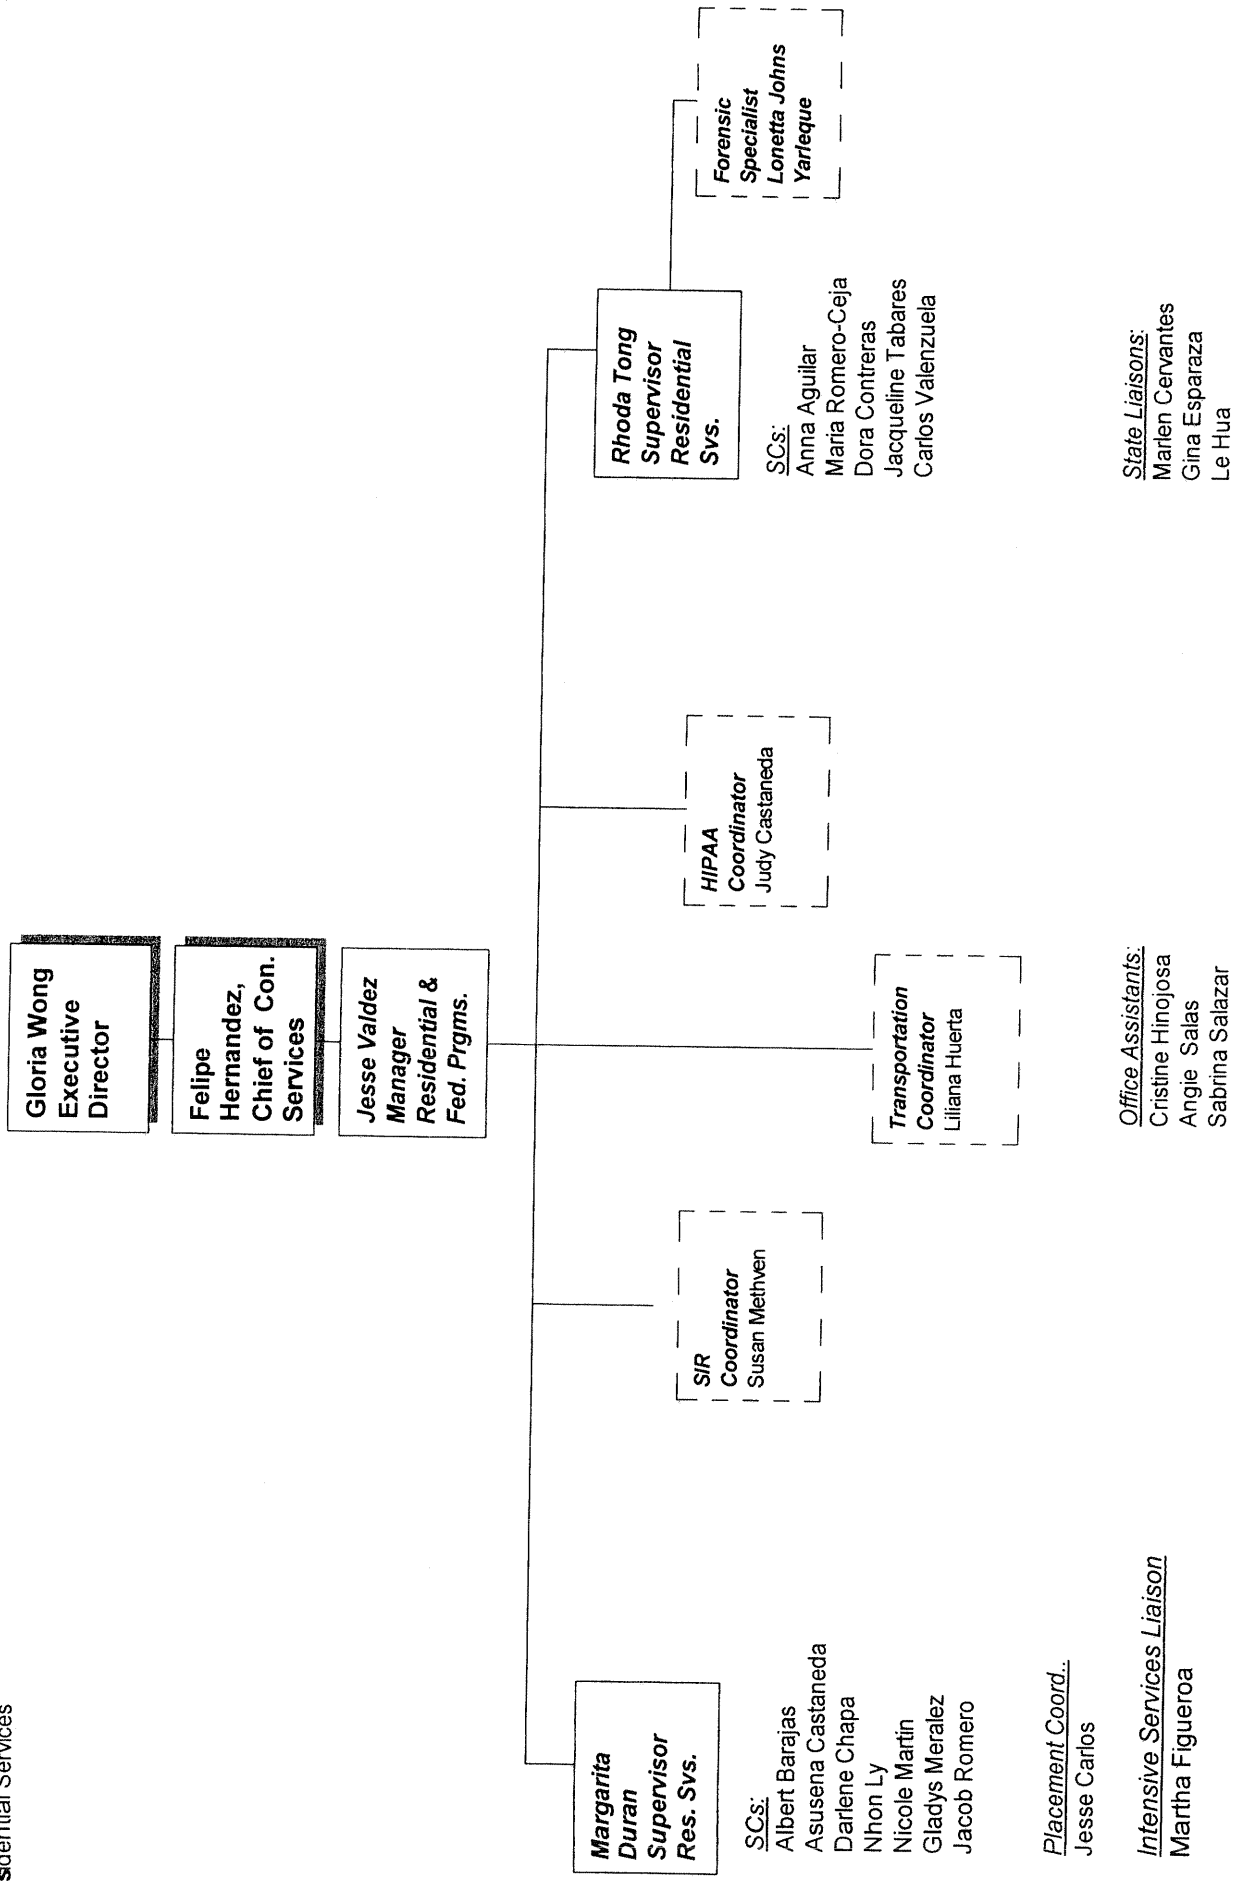 Services
Gloria Wong
Executive
Director
Felipe
Hernandez,
Chief of Con.
Services
Jesse Valdez
Manager
Residential &
Fed. Prgms.
Margarita
Duran
Supervisor
Res. Svs.
SCs:
Albert Barajas
Asusena Castaneda
Darlene Chapa
Nhon Ly
Nicole Martin
Gladys Meralez
Jacob Romero
Placement Coord..
Jesse Carlos
Intensive Services Liaison
Martha Figueroa
SIR
Coordinator
Susan Methven
Transportation
Coordinator
Liliana Huerta
Office Assistants:
Cristine Hinojosa
Angie Salas
Sabrina Salazar
HIPAA
Coordinator
Judy Castaneda
Rhoda Tong
Supervisor
Residential
Svs.
SCs:
Anna Aguilar
Maria Romero-Ceja
Dora Contreras
Jacqueline Tabares
Carlos Valenzuela
State Liaisons:
Marlen Cervantes
Gina Esparaza
Le Hua
Forensic
Specialist
Lonetta Johns
Yarleque